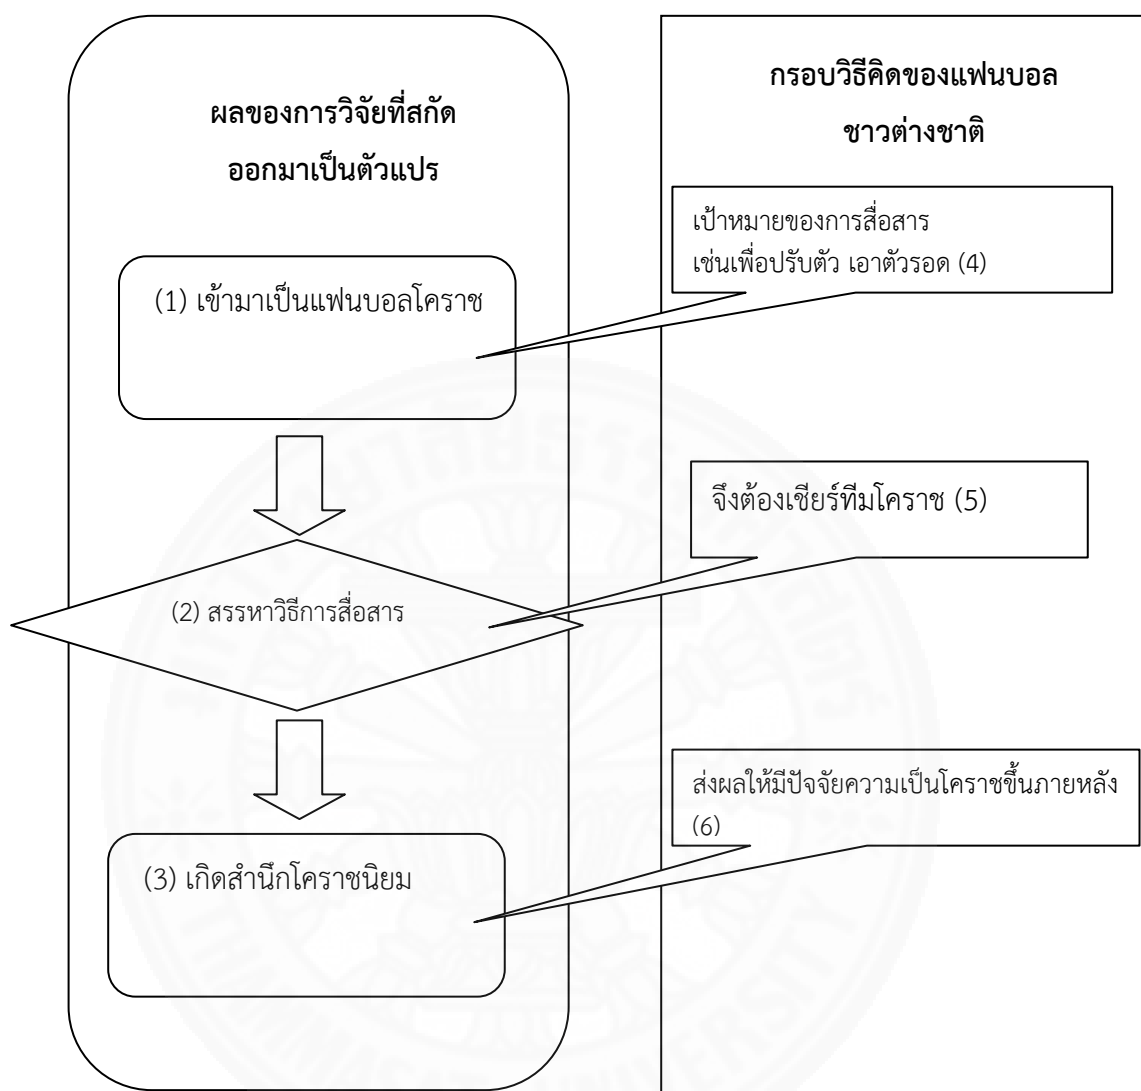 ผลของการวิจัยที่สกัด
ออกมาเป็นตัวแปร
(1) เข้ามาเป็นแฟนบอลโคราช
(2) สรรหาวิธีการสื่อสาร
(3) เกิดสำนึกโคราชนิยม
กรอบวิธีคิดของแฟนบอล
ชาวต่างชาติ
เป้าหมายของการสื่อสาร
เช่นเพื่อปรับตัว เอาตัวรอด (4)
จึงต้องเชียร์ทีมโคราช (5)
ส่งผลให้มีปัจจัยความเป็นโคราชขึ้นภายหลัง
(6)
THAMMASAT UNIVERSITY